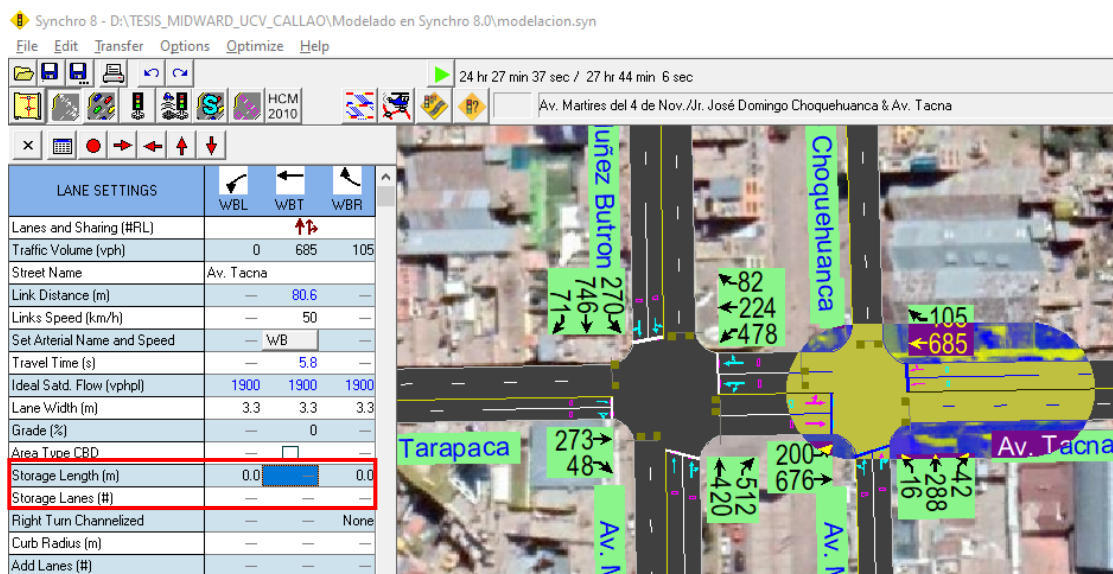 Synchro 8 - D:\TESIS_MIDWARD_UCV_CALLAO\Modelado en Synchro 8.0\modelacion.syn
File Edit Transfer Options Optimize Help
24 hr 27 min 37 sec / 27 hr 44 min 6 sec
HCM
2010
Av. Martires del 4 de Nov./Jr. José Domingo Choquehuanca & Av. Tacna
LANE SETTINGS WBL WBT WBR
Lanes and Sharing (#RL)
Traffic Volume (vph) 0 685 105
Street Name Av. Tacna
Link Distance (m) — 80.6 —
Links Speed (km/h) — 50 —
Set Arterial Name and Speed — WB —
Travel Time (s) — 5.8 —
Ideal Satd. Flow (vphpl) 1900 1900 1900
Lane Width (m) 3.3 3.3 3.3
Grade (%) — 0 —
Area Type CBD — —
Storage Length (m) 0.0 — 0.0
Storage Lanes (#) — — —
Right Turn Channelized — — None
Curb Radius (m) — — —
Add Lanes (#) — — —
uñez Butron
Choquehuanca
270
746
71
82
224
478
105
685
Tarapaca
273
48
420
512
200
676
16
288
42
Av. Tacna
Av. M
Av. M